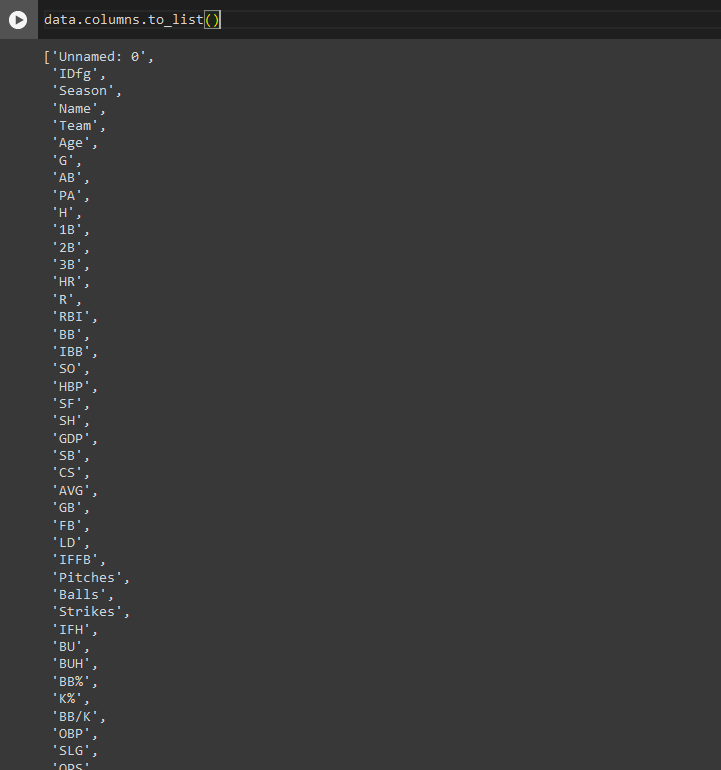 data.columns.to_list()
['Unnamed: 0',
'IDfg',
'Season',
'Name',
'Team',
'Age',
'G',
'AB',
'PA',
'H',
'1B',
'2B',
'3B',
'HR',
'R',
'RBI',
'BB',
'IBB',
'SO',
'HBP',
'SF',
'SH',
'GDP',
'SB',
'CS',
'AVG',
'GB',
'FB',
'LD',
'IFFB',
'Pitches',
'Balls',
'Strikes',
'IFH',
'BU',
'BUH',
'BB%',
'K%',
'BB/K',
'OBP',
'SLG',
'OPS'